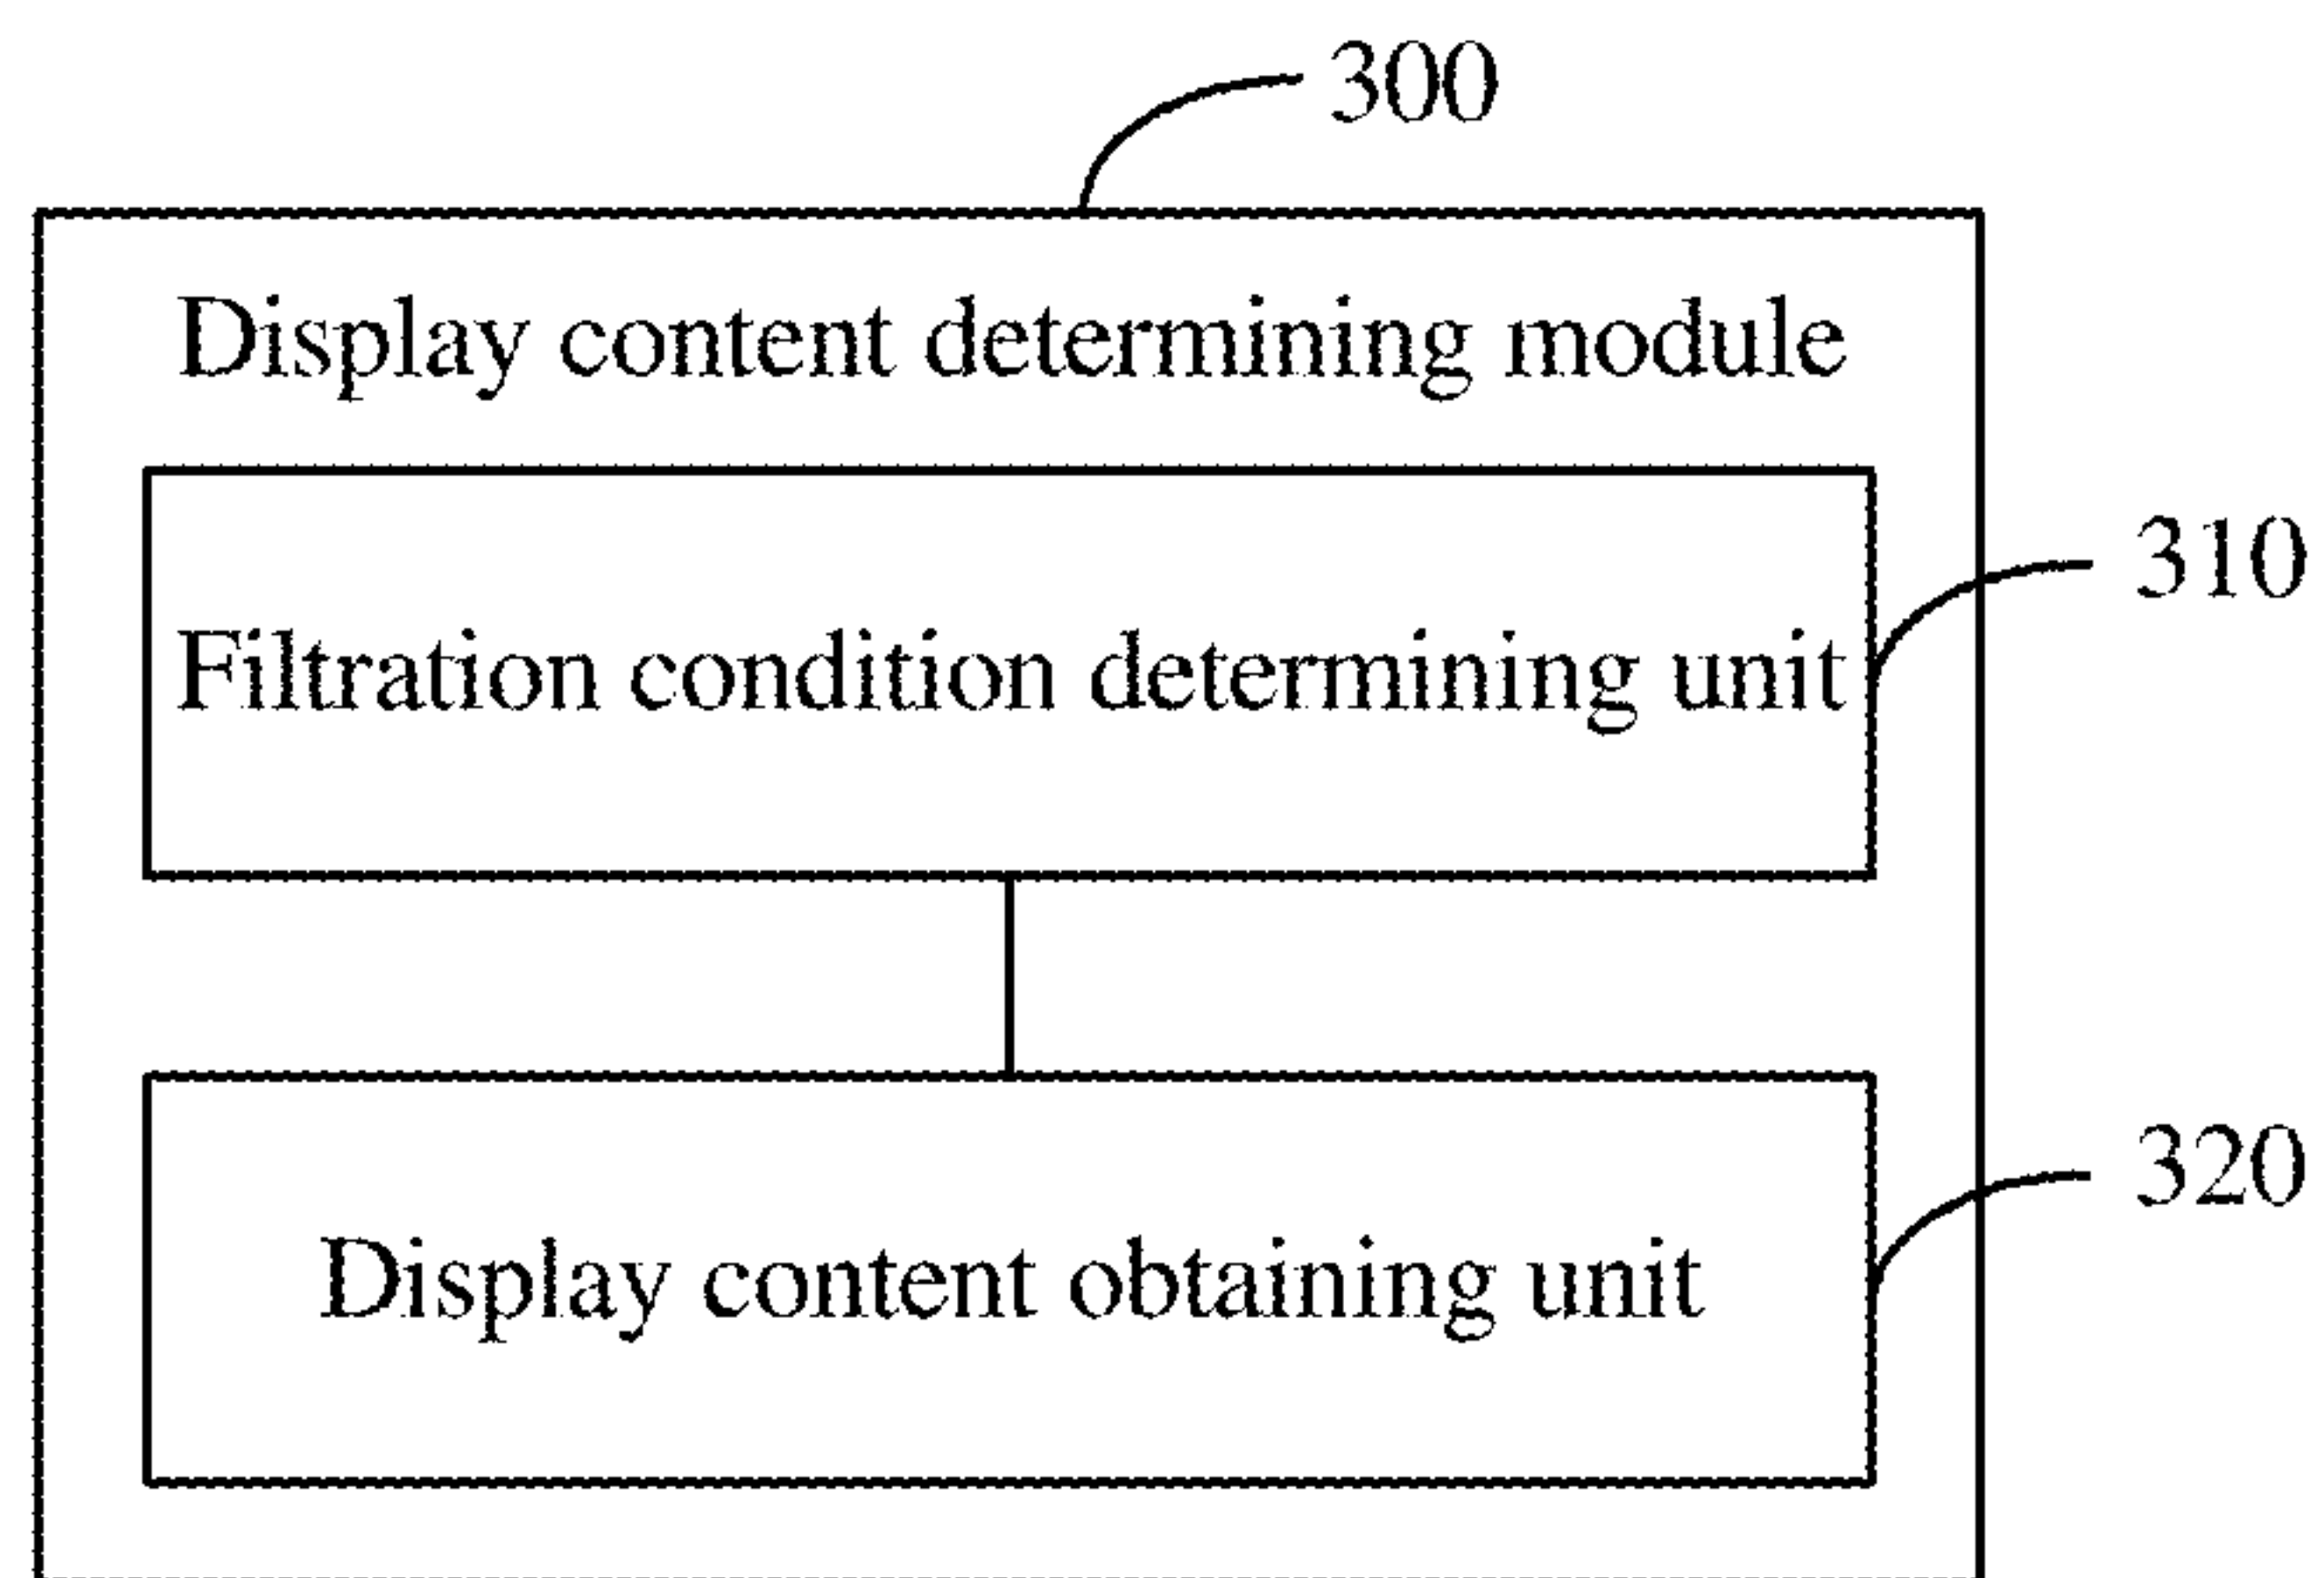 300
Display content determining module
310
Filtration condition determining unit
320
Display content obtaining unit